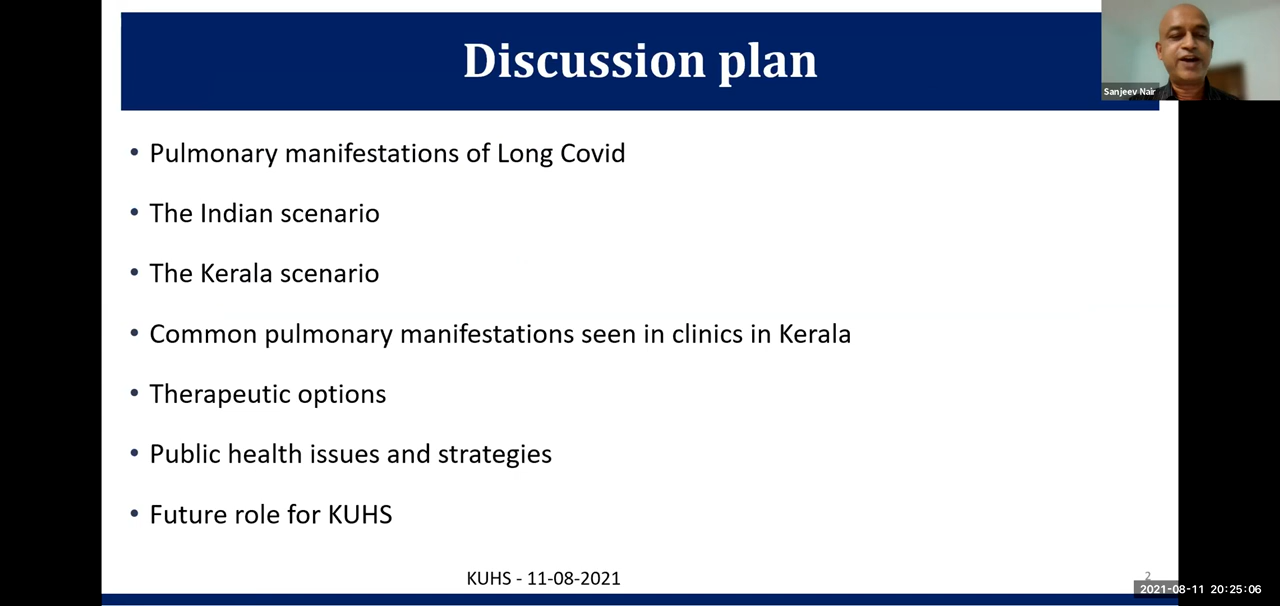 Discussion plan
Sanjeev Nair
• Pulmonary manifestations of Long Covid
• The Indian scenario
• The Kerala scenario
• Common pulmonary manifestations seen in clinics in Kerala
• Therapeutic options
• Public health issues and strategies
• Future role for KUHS
KUHS - 11-08-2021
2
2021-08-11 20:25:06